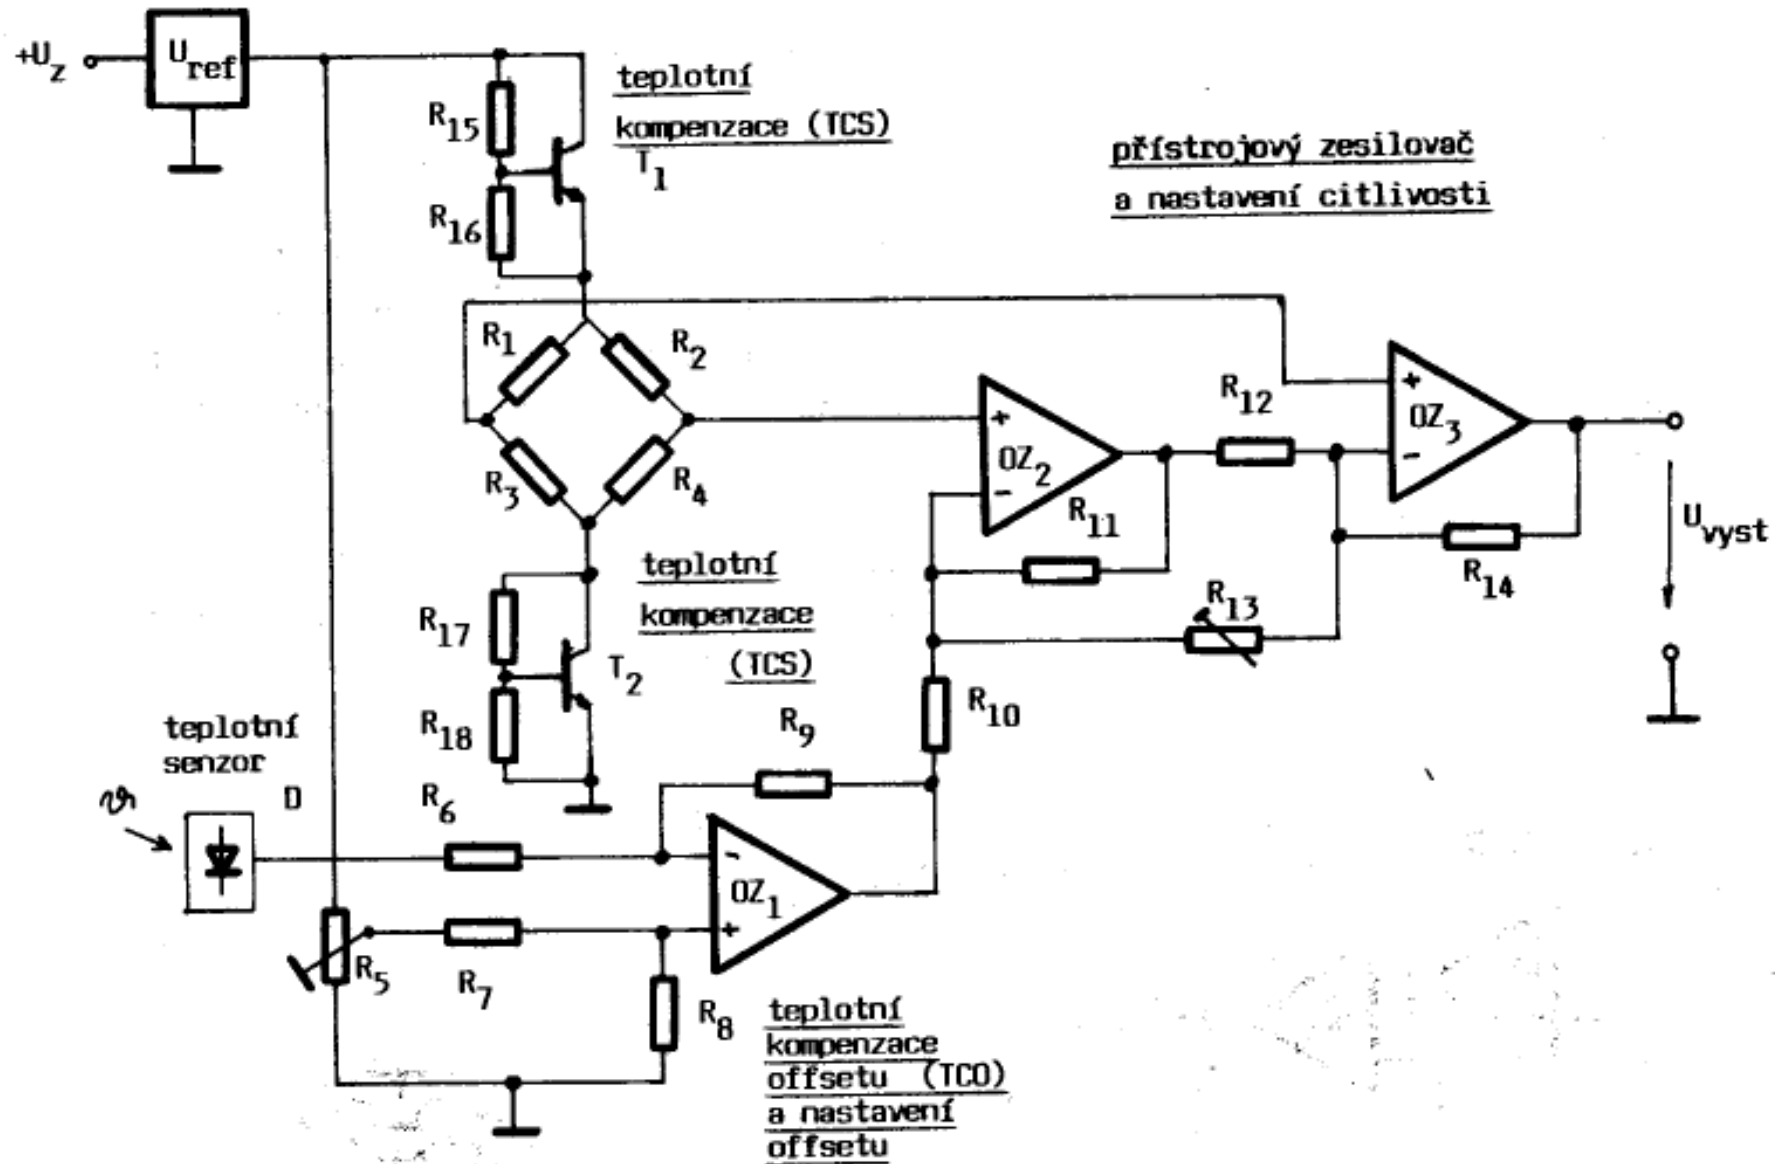 +U_z
U_ref
teplotní
kompenzace (TCS)
R_15
T_1
R_16
přístrojový zesilovač
a nastavení citlivosti
R_1
R_2
R_3
R_4
+
OZ_2
-
R_11
R_12
+
OZ_3
-
R_13
R_14
U_vyst
teplotní
kompenzace
(TCS)
R_17
T_2
R_18
R_9
R_10
teplotní
senzor
ϑ
D
R_6
-
OZ_1
+
R_5
R_7
R_8
teplotní
kompenzace
offsetu (TCO)
a nastavení
offsetu